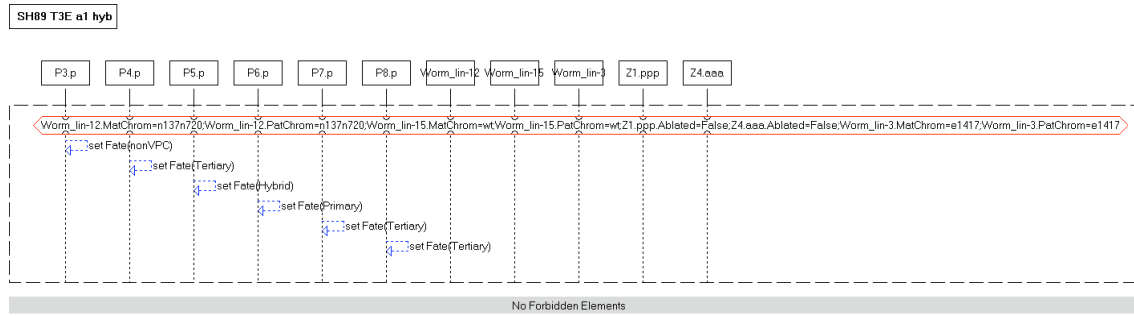 SH89 T3E a1 hyb
P3.p P4.p P5.p P6.p P7.p P8.p Worm_lin-12 Worm_lin-15 Worm_lin-3 Z1.ppp Z4.aaa
Worm_lin-12.MatChrom=n137n720;Worm_lin-12.PatChrom=n137n720;Worm_lin-15.MatChrom=wt;Worm_lin-15.PatChrom=wt;Z1.ppp.Ablated=False;Z4.aaa.Ablated=False;Worm_lin-3.MatChrom=e1417;Worm_lin-3.PatChrom=e1417
set Fate(nonVPC)
set Fate(Tertiary)
set Fate(Hybrid)
set Fate(Primary)
set Fate(Tertiary)
set Fate(Tertiary)
No Forbidden Elements